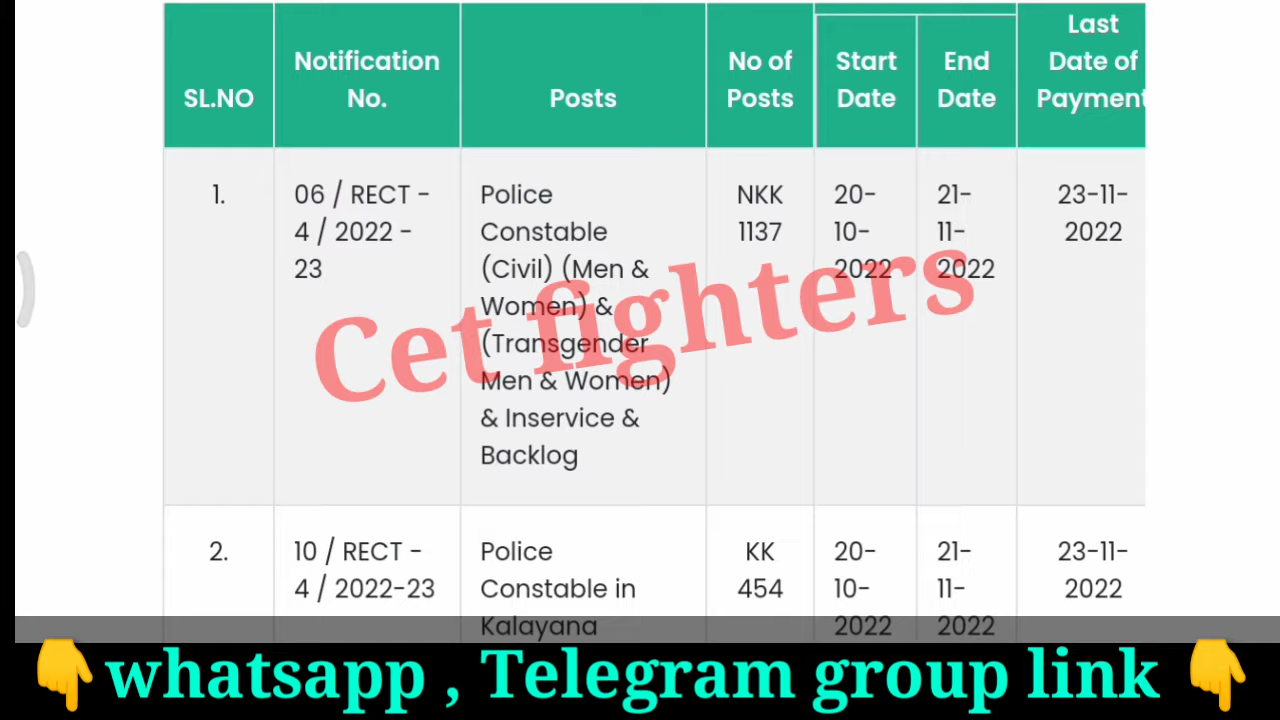 SL.NO
Notification No.
Posts
No of Posts
Start Date
End Date
Last Date of Payment
1.
06 / RECT -
4 / 2022 -
23
Police
Constable
(Civil) (Men &
Women) &
(Transgender
Men & Women)
& Inservice &
Backlog
NKK
1137
20-
10-
2022
21-
11-
2022
23-11-
2022
Cet fighters
2.
10 / RECT -
4 / 2022-23
Police
Constable in
Kalayana
KK
454
20-
10-
2022
21-
11-
2022
23-11-
2022
👇whatsapp , Telegram group link 👇